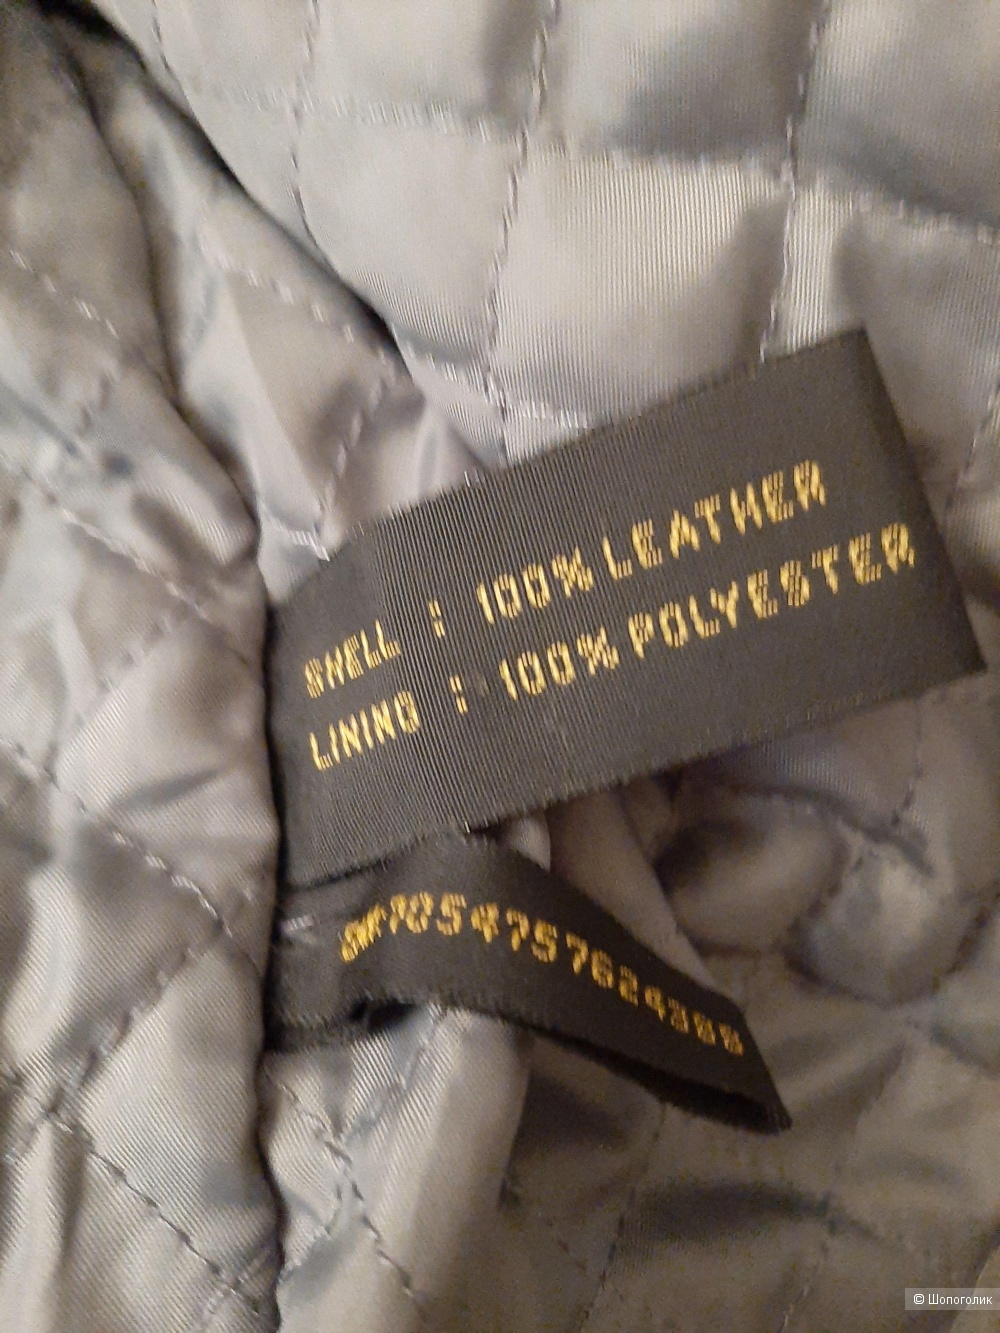 SHELL : 100% LEATHER
LINING : 100% POLYESTER
© Шопоголик